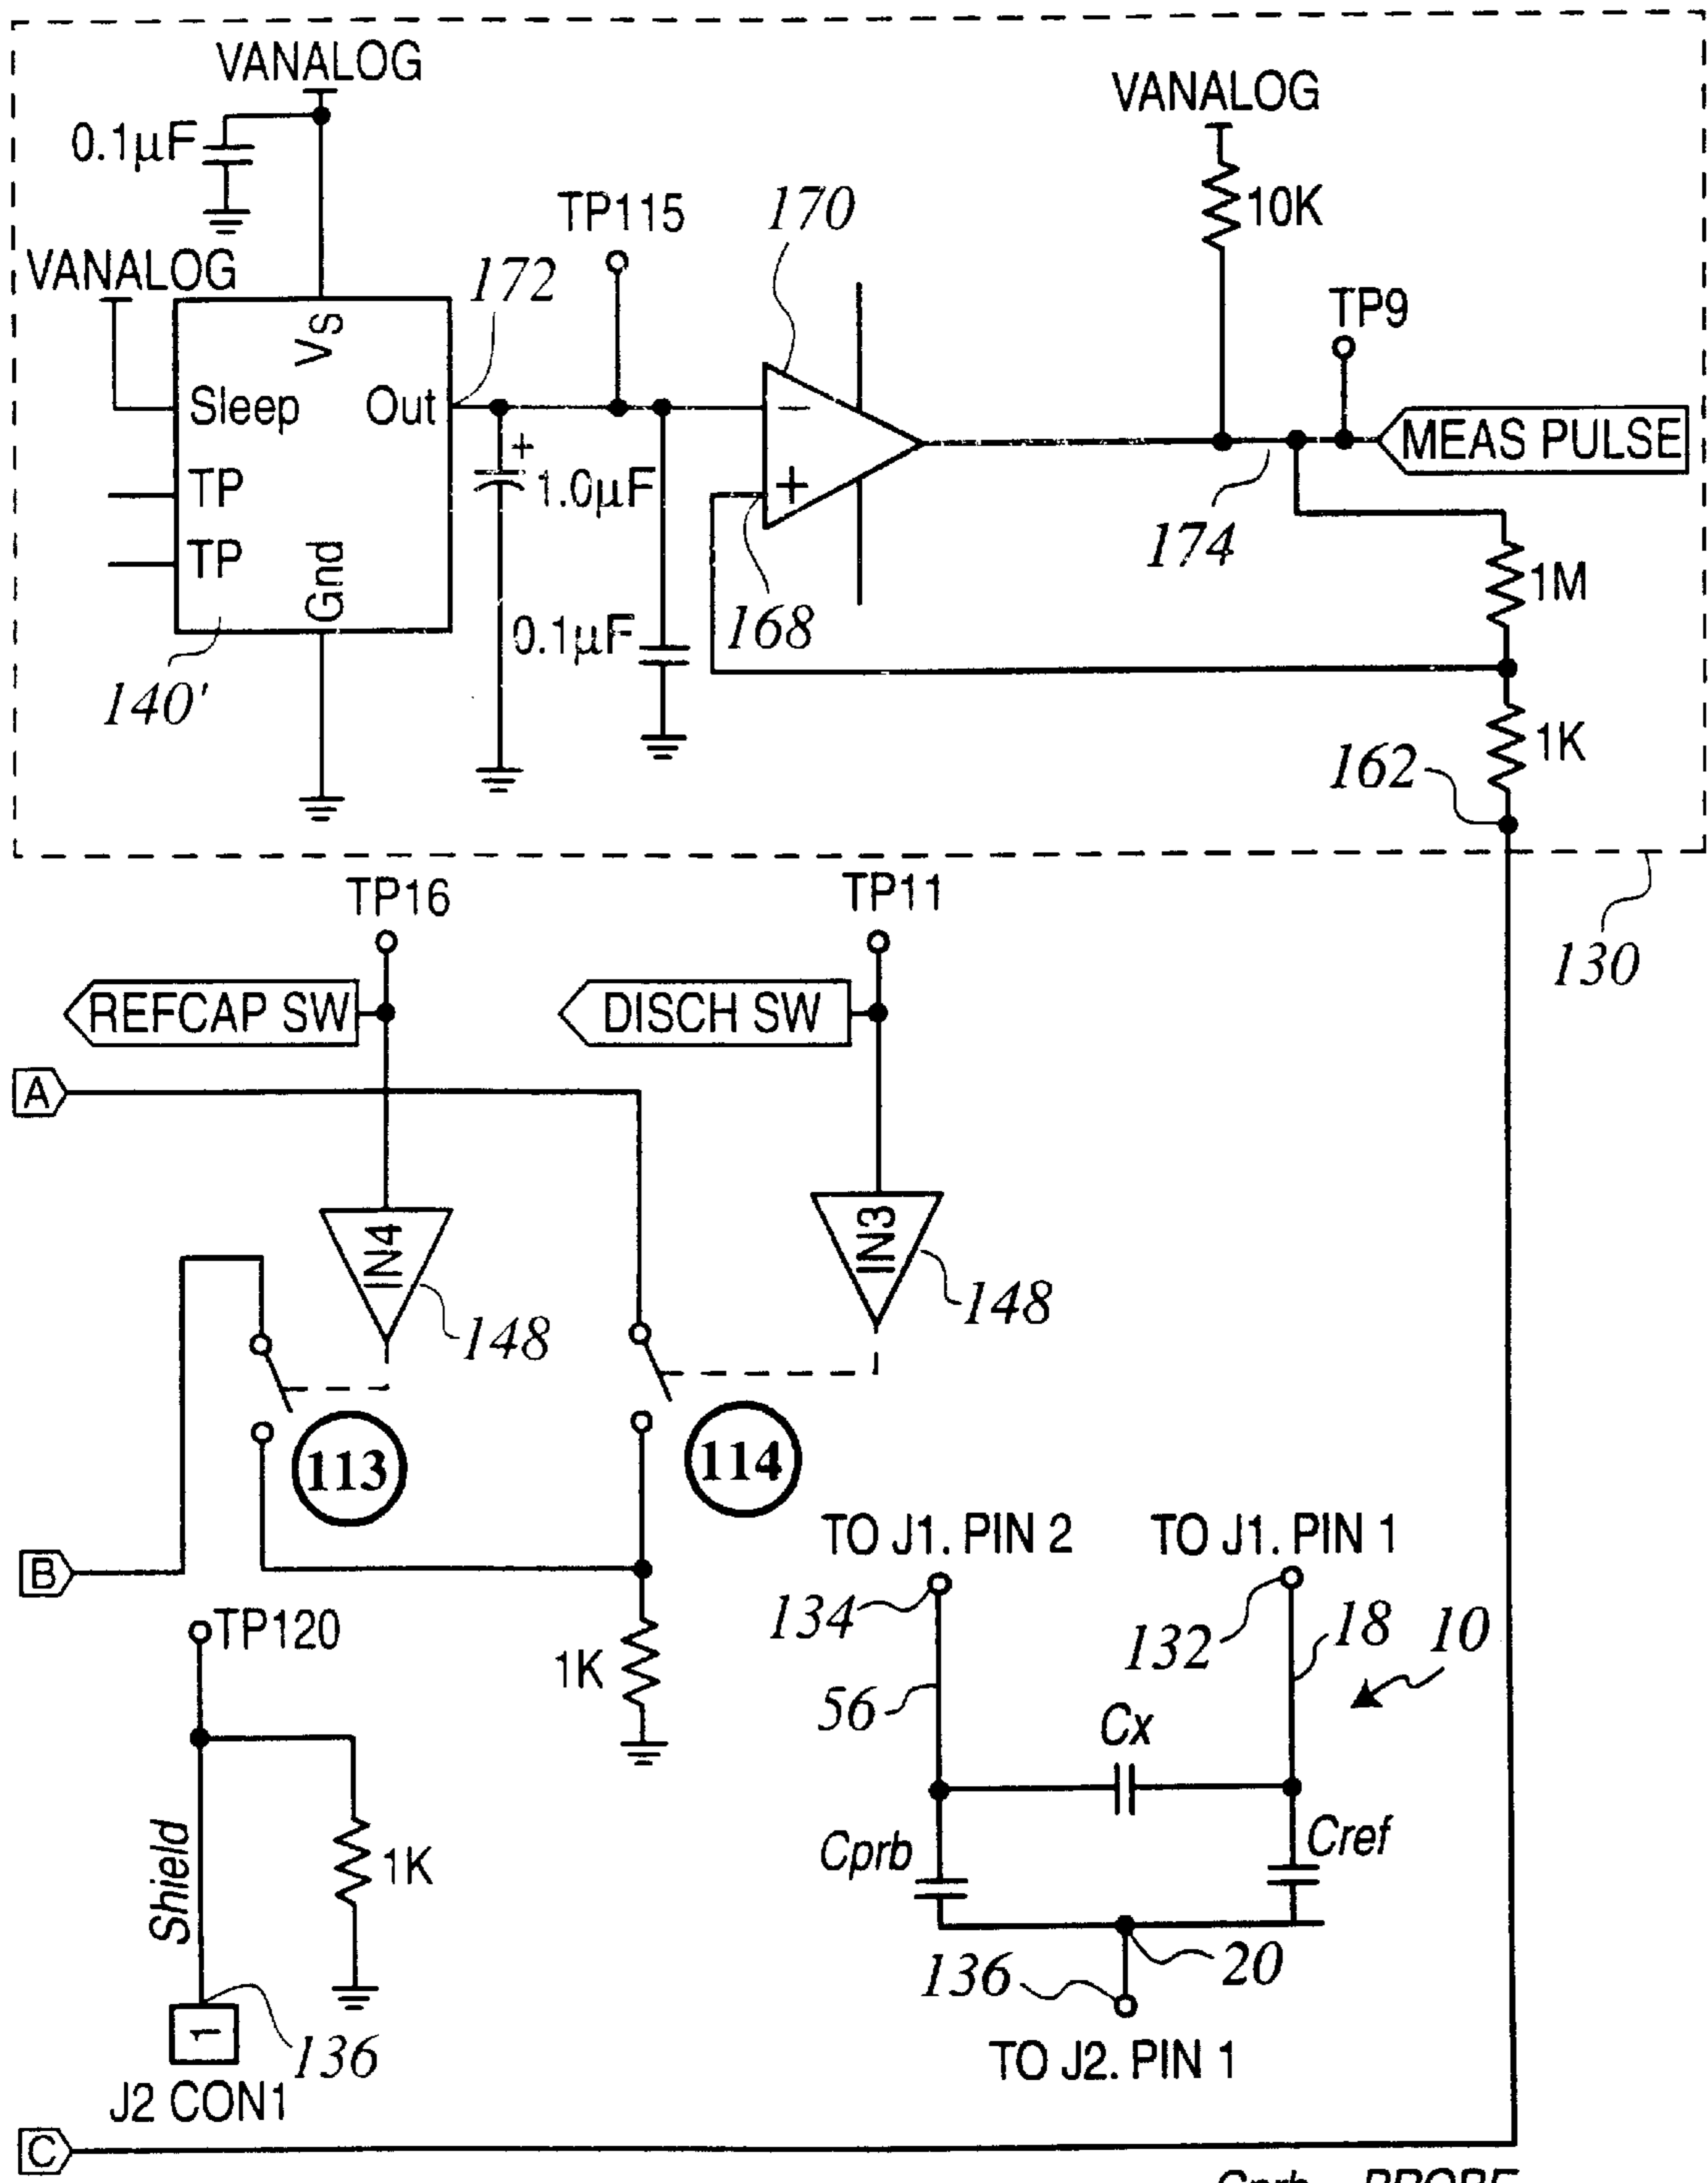 VANALOG
0.1µF
VANALOG
VS
Sleep
Out
TP
TP
Gnd
140'
172
TP115
+
1.0µF
0.1µF
170
−
+
168
VANALOG
10K
TP9
MEAS PULSE
174
1M
1K
162
130
TP16
REFCAP SW
TP11
DISCH SW
A
IN4
148
IN3
148
113
114
B
1K
TP120
Shield
1K
1
136
J2 CON1
TO J1. PIN 2
TO J1. PIN 1
134
132
18
10
56
Cx
Cprb
Cref
136
20
TO J2. PIN 1
C